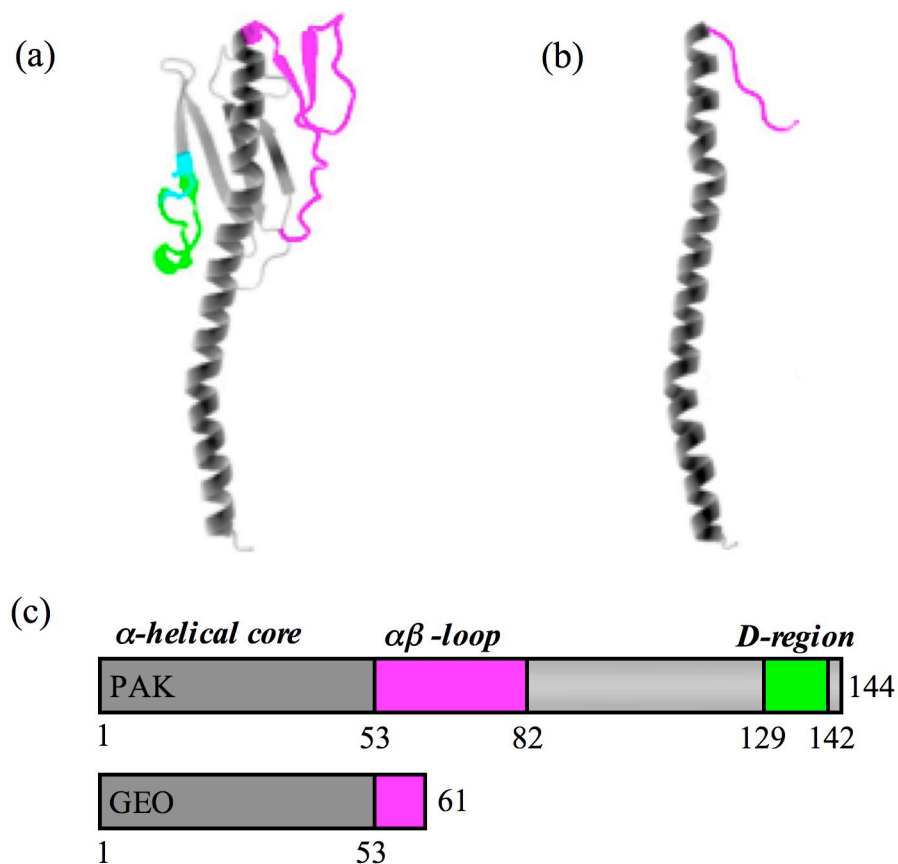 (a)
(b)
(c)
α-helical core αβ -loop D-region
PAK 144
1 53 82 129 142
GEO 61
1 53